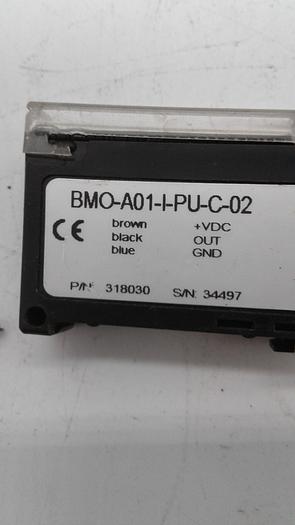 BMO-A01-I-PU-C-02
CE brown +VDC
black OUT
blue GND
P/N: 318030 S/N: 34497